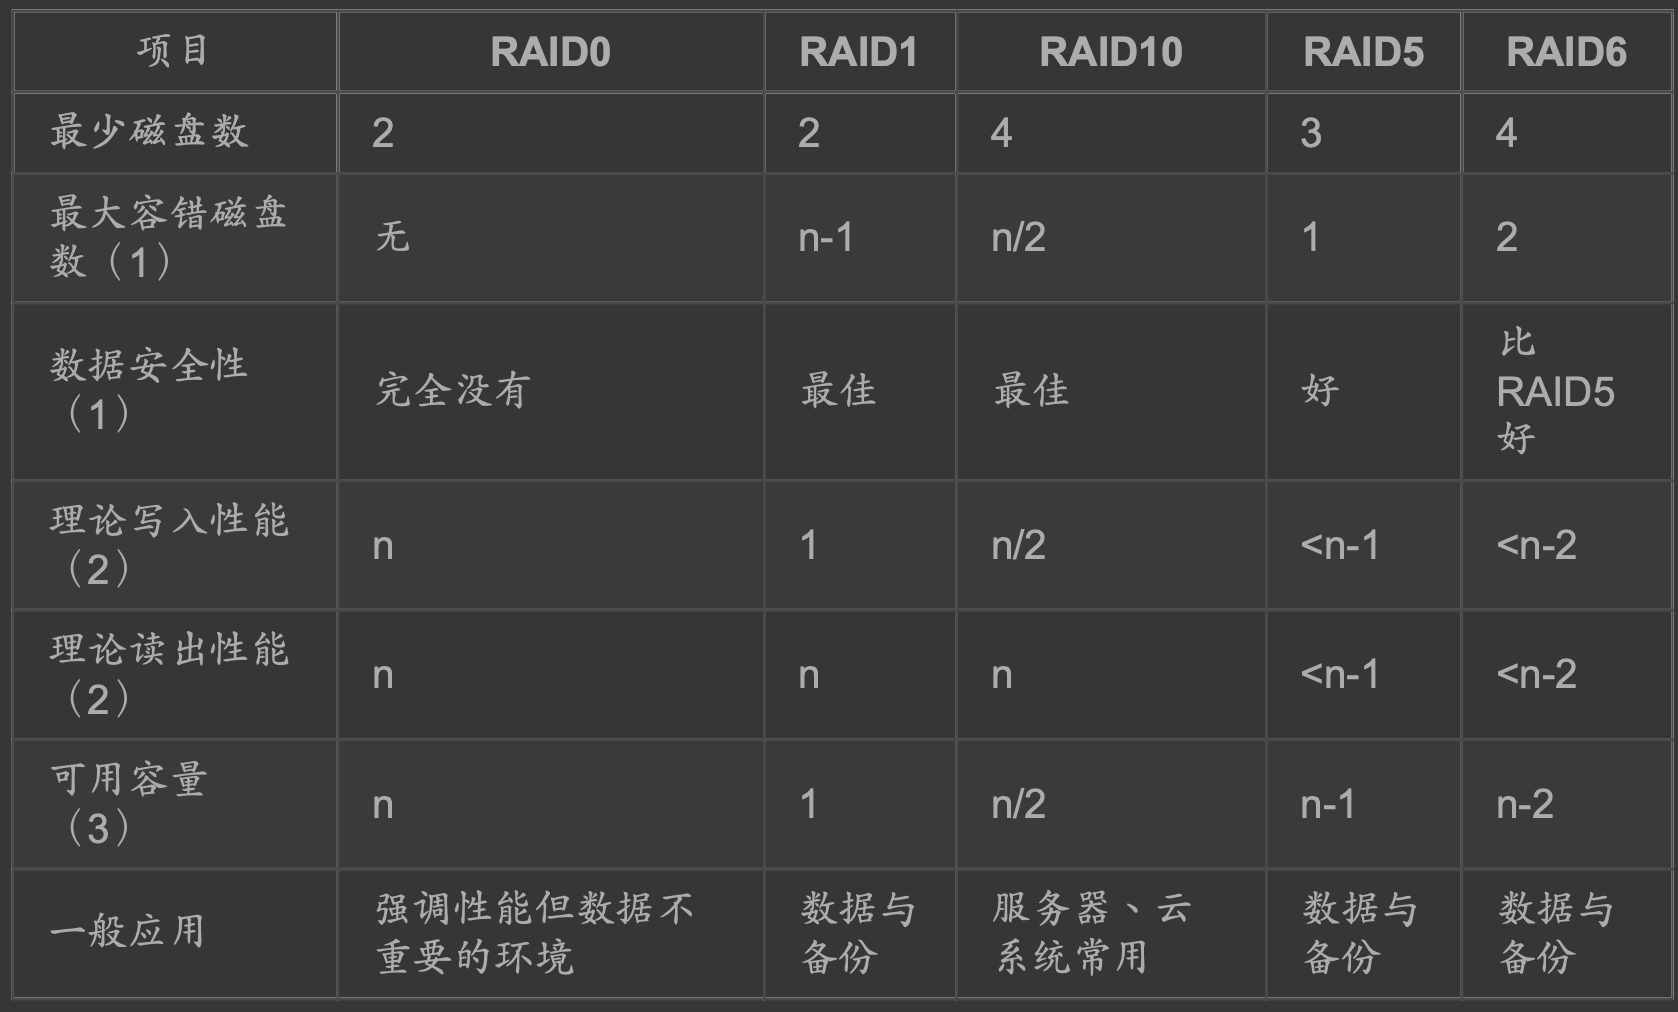 项目 RAID0 RAID1 RAID10 RAID5 RAID6
最少磁盘数 2 2 4 3 4
最大容错磁盘
数（1） 无 n-1 n/2 1 2
数据安全性
（1） 完全没有 最佳 最佳 好 比
RAID5
好
理论写入性能
（2） n 1 n/2 <n-1 <n-2
理论读出性能
（2） n n n <n-1 <n-2
可用容量
（3） n 1 n/2 n-1 n-2
一般应用 强调性能但数据不
重要的环境 数据与
备份 服务器、云
系统常用 数据与
备份 数据与
备份